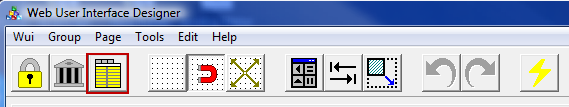 Web User Interface Designer
Wui Group Page Tools Edit Help